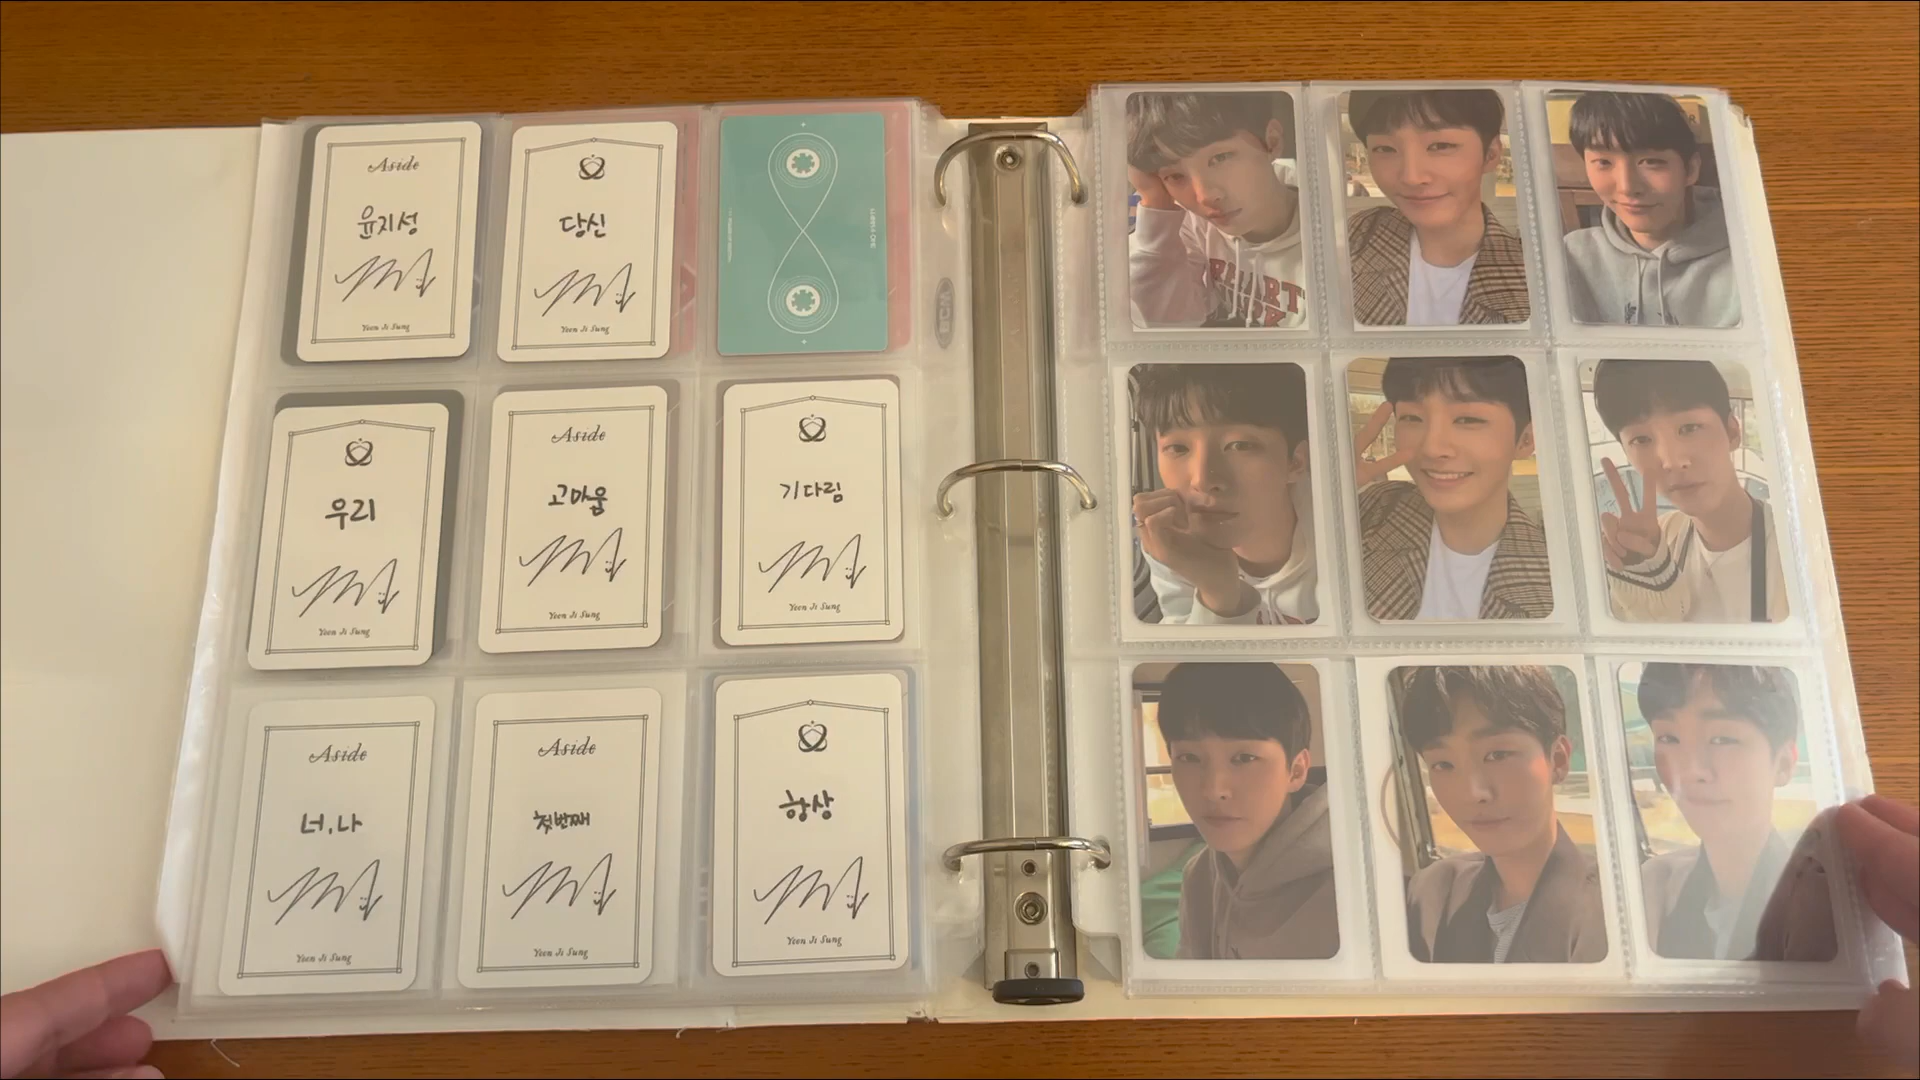 Aside
윤지성
Yoon Ji Sung
당신
Yoon Ji Sung
우리
Yoon Ji Sung
Aside
고마움
Yoon Ji Sung
기다림
Yoon Ji Sung
Aside
너,나
Yoon Ji Sung
Aside
첫번째
Yoon Ji Sung
항상
Yoon Ji Sung